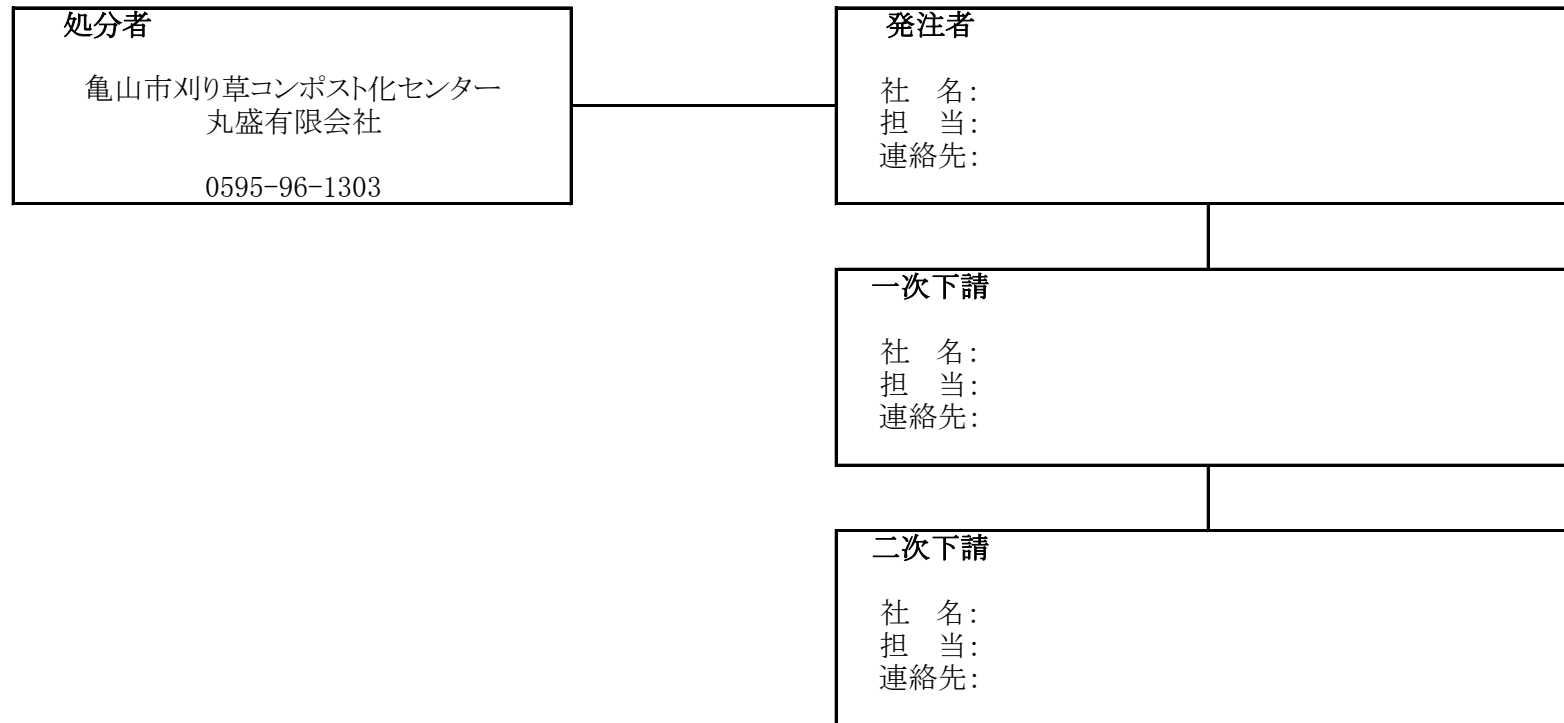 処分者
亀山市刈り草コンポスト化センター
丸盛有限会社
0595-96-1303
発注者
社　名：
担　当：
連絡先：
一次下請
社　名：
担　当：
連絡先：
二次下請
社　名：
担　当：
連絡先：